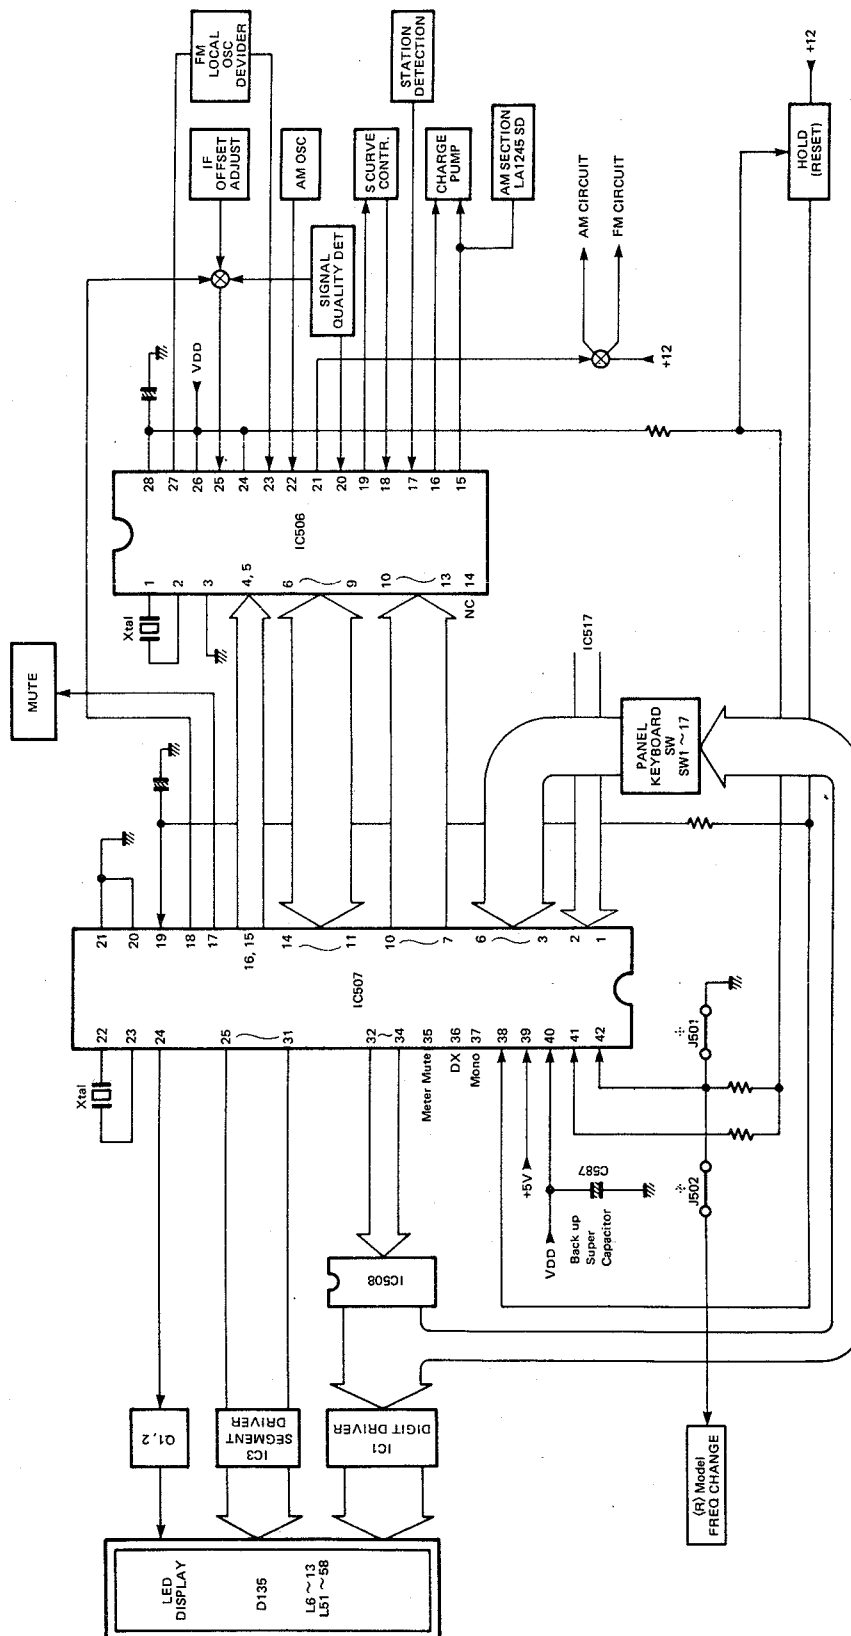 FM
LOCAL
OSC
DEVIDER
IF
OFFSET
ADJUST
AM OSC
SIGNAL
QUALITY DET
S CURVE
CONTR.
STATION
DETECTION
CHARGE
PUMP
AM SECTION
LA1245 SD
AM CIRCUIT
FM CIRCUIT
+12
HOLD
(RESET)
+12
VDD
28
27
26
25
24
23
22
21
20
19
18
17
16
15
IC506
1
2
3
4, 5
6
9
10
13
14
NC
Xtal
MUTE
IC517
PANEL
KEYBOARD
SW
SW1 ~ 17
21
20
19
18
17
16, 15
14
11
10
7
6
3
2
1
IC507
22
23
24
25
31
32
34
35
36
37
38
39
40
41
42
Xtal
Meter Mute
DX
Mono
+5V
VDD
Back up
Super
Capacitor
C587
※
J501
※
J502
IC508
Q1, 2
IC3
SEGMENT
DRIVER
IC1
DIGIT DRIVER
LED
DISPLAY
D135
L6 ~ 13
L51 ~ 58
⟨R⟩ Model
FREQ CHANGE